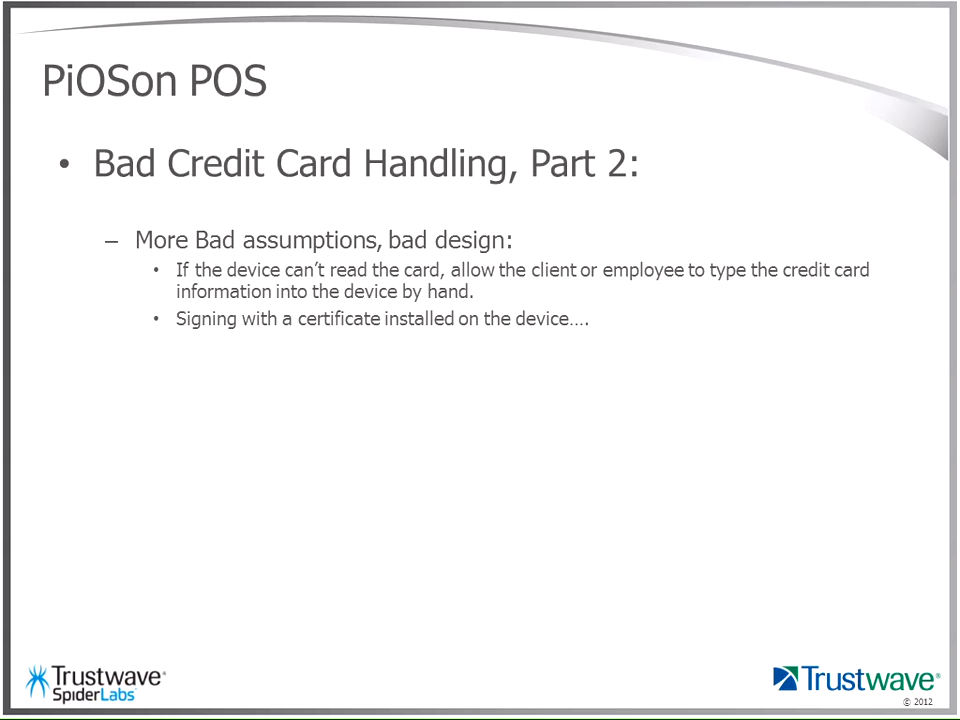 PiOSon POS
• Bad Credit Card Handling, Part 2:
– More Bad assumptions, bad design:
• If the device can’t read the card, allow the client or employee to type the credit card
information into the device by hand.
• Signing with a certificate installed on the device….
Trustwave®
SpiderLabs®
Trustwave®
© 2012